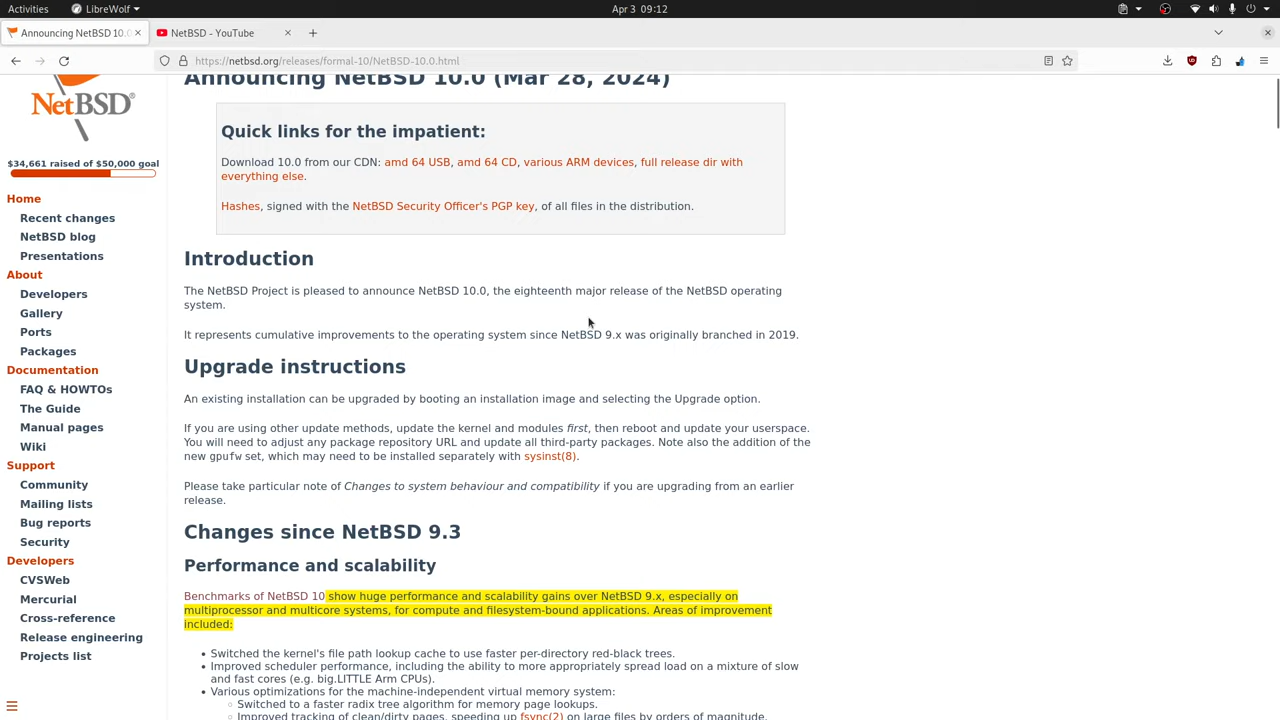 Activities
LibreWolf
Apr 3 09:12
Announcing NetBSD 10.0
NetBSD - YouTube
https://netbsd.org/releases/formal-10/NetBSD-10.0.html
NetBSD®
$34,661 raised of $50,000 goal
Home
Recent changes
NetBSD blog
Presentations
About
Developers
Gallery
Ports
Packages
Documentation
FAQ & HOWTOs
The Guide
Manual pages
Wiki
Support
Community
Mailing lists
Bug reports
Security
Developers
CVSWeb
Mercurial
Cross-reference
Release engineering
Projects list
Announcing NetBSD 10.0 (Mar 28, 2024)
Quick links for the impatient:
Download 10.0 from our CDN: amd 64 USB, amd 64 CD, various ARM devices, full release dir with
everything else.
Hashes, signed with the NetBSD Security Officer's PGP key, of all files in the distribution.
Introduction
The NetBSD Project is pleased to announce NetBSD 10.0, the eighteenth major release of the NetBSD operating
system.
It represents cumulative improvements to the operating system since NetBSD 9.x was originally branched in 2019.
Upgrade instructions
An existing installation can be upgraded by booting an installation image and selecting the Upgrade option.
If you are using other update methods, update the kernel and modules first, then reboot and update your userspace.
You will need to adjust any package repository URL and update all third-party packages. Note also the addition of the
new gpufw set, which may need to be installed separately with sysinst(8).
Please take particular note of Changes to system behaviour and compatibility if you are upgrading from an earlier
release.
Changes since NetBSD 9.3
Performance and scalability
Benchmarks of NetBSD 10 show huge performance and scalability gains over NetBSD 9.x, especially on
multiprocessor and multicore systems, for compute and filesystem-bound applications. Areas of improvement
included:
• Switched the kernel's file path lookup cache to use faster per-directory red-black trees.
• Improved scheduler performance, including the ability to more appropriately spread load on a mixture of slow
and fast cores (e.g. big.LITTLE Arm CPUs).
• Various optimizations for the machine-independent virtual memory system:
◦ Switched to a faster radix tree algorithm for memory page lookups.
◦ Improved tracking of clean/dirty pages, speeding up fsync(2) on large files by orders of magnitude.